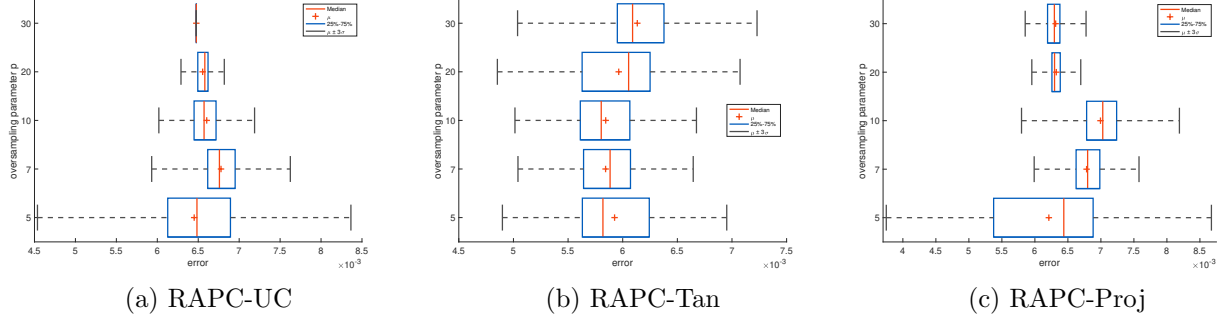 oversampling parameter p
30
20
10
7
5
4.5 5 5.5 6 6.5 7 7.5 8 8.5
error
×10⁻³
Median
μ
25%-75%
μ ± 3σ
(a) RAPC-UC
oversampling parameter p
30
20
10
7
5
4.5 5 5.5 6 6.5 7 7.5
error
×10⁻³
Median
μ
25%-75%
μ ± 3σ
(b) RAPC-Tan
oversampling parameter p
30
20
10
7
5
4 4.5 5 5.5 6 6.5 7 7.5 8 8.5
error
×10⁻³
Median
μ
25%-75%
μ ± 3σ
(c) RAPC-Proj